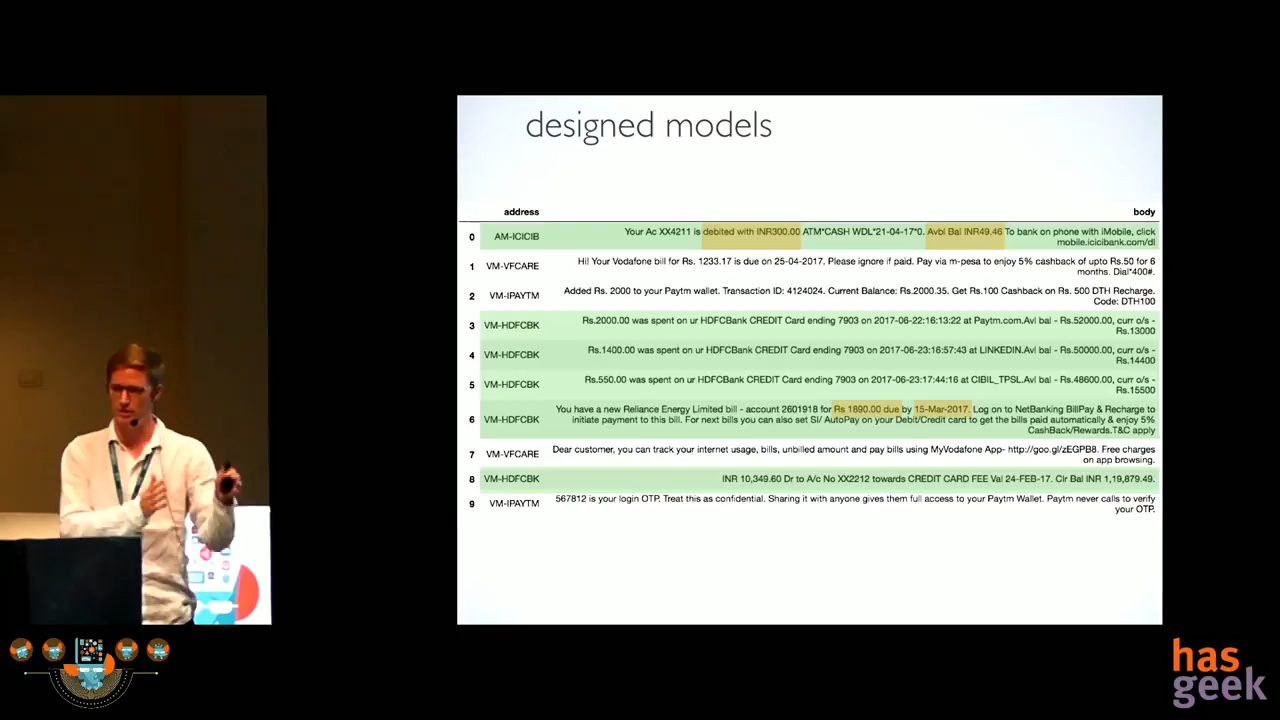 designed models
address body
0 AM-ICICIB Your Ac XX4211 is debited with INR300.00 ATM*CASH WDL*21-04-17*0. Avbl Bal INR49.46 To bank on phone with iMobile, click
mobile.icicibank.com/dl
1 VM-VFCARE Hi! Your Vodafone bill for Rs. 1233.17 is due on 25-04-2017. Please ignore if paid. Pay via m-pesa to enjoy 5% cashback of upto Rs.50 for 6
months. Dial*400#.
2 VM-IPAYTM Added Rs. 2000 to your Paytm wallet. Transaction ID: 4124024. Current Balance: Rs.2000.35. Get Rs.100 Cashback on Rs. 500 DTH Recharge.
Code: DTH100
3 VM-HDFCBK Rs.2000.00 was spent on ur HDFCBank CREDIT Card ending 7903 on 2017-06-22:16:13:22 at Paytm.com.Avl bal - Rs.52000.00, curr o/s -
Rs.13000
4 VM-HDFCBK Rs.1400.00 was spent on ur HDFCBank CREDIT Card ending 7903 on 2017-06-23:16:57:43 at LINKEDIN.Avl bal - Rs.50000.00, curr o/s -
Rs.14400
5 VM-HDFCBK Rs.550.00 was spent on ur HDFCBank CREDIT Card ending 7903 on 2017-06-23:17:44:16 at CIBIL_TPSL.Avl bal - Rs.48600.00, curr o/s -
Rs.15500
6 VM-HDFCBK You have a new Reliance Energy Limited bill - account 2601918 for Rs 1890.00 due by 15-Mar-2017. Log on to NetBanking BillPay & Recharge to
initiate payment to this bill. For next bills you can also set SI/ AutoPay on your Debit/Credit card to get the bills paid automatically & enjoy 5%
CashBack/Rewards.T&C apply
7 VM-VFCARE Dear customer, you can track your internet usage, bills, unbilled amount and pay bills using MyVodafone App- http://goo.gl/zEGPB8. Free charges
on app browsing.
8 VM-HDFCBK INR 10,349.60 Dr to A/c No XX2212 towards CREDIT CARD FEE Val 24-FEB-17. Clr Bal INR 1,19,879.49.
9 VM-IPAYTM 567812 is your login OTP. Treat this as confidential. Sharing it with anyone gives them full access to your Paytm Wallet. Paytm never calls to verify
your OTP.
has
geek